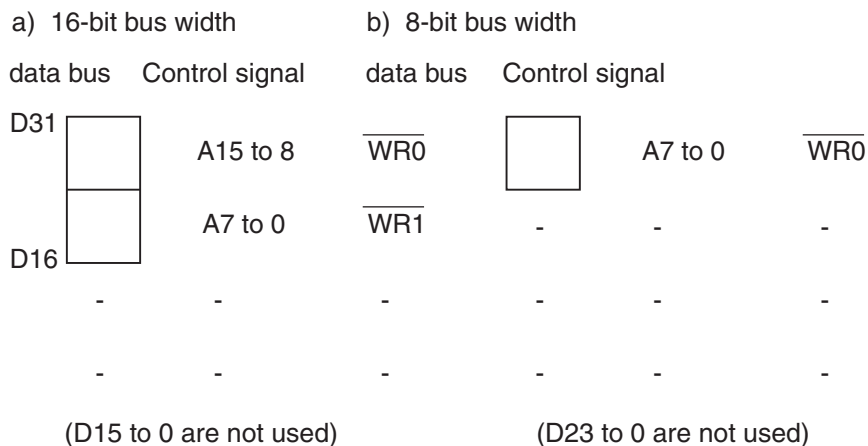 a) 16-bit bus width b) 8-bit bus width
data bus Control signal data bus Control signal
D31 A15 to 8 WR0 A7 to 0 WR0
A7 to 0 WR1 - - -
D16
- - - - - -
- - - - - -
(D15 to 0 are not used) (D23 to 0 are not used)